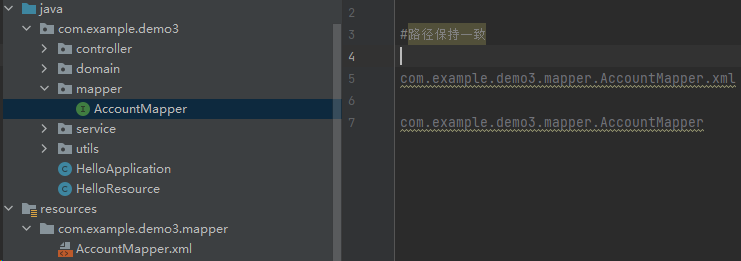 java
com.example.demo3
controller
domain
mapper
AccountMapper
service
utils
HelloApplication
HelloResource
resources
com.example.demo3.mapper
AccountMapper.xml
2
3 #路径保持一致
4
5 com.example.demo3.mapper.AccountMapper.xml
6
7 com.example.demo3.mapper.AccountMapper